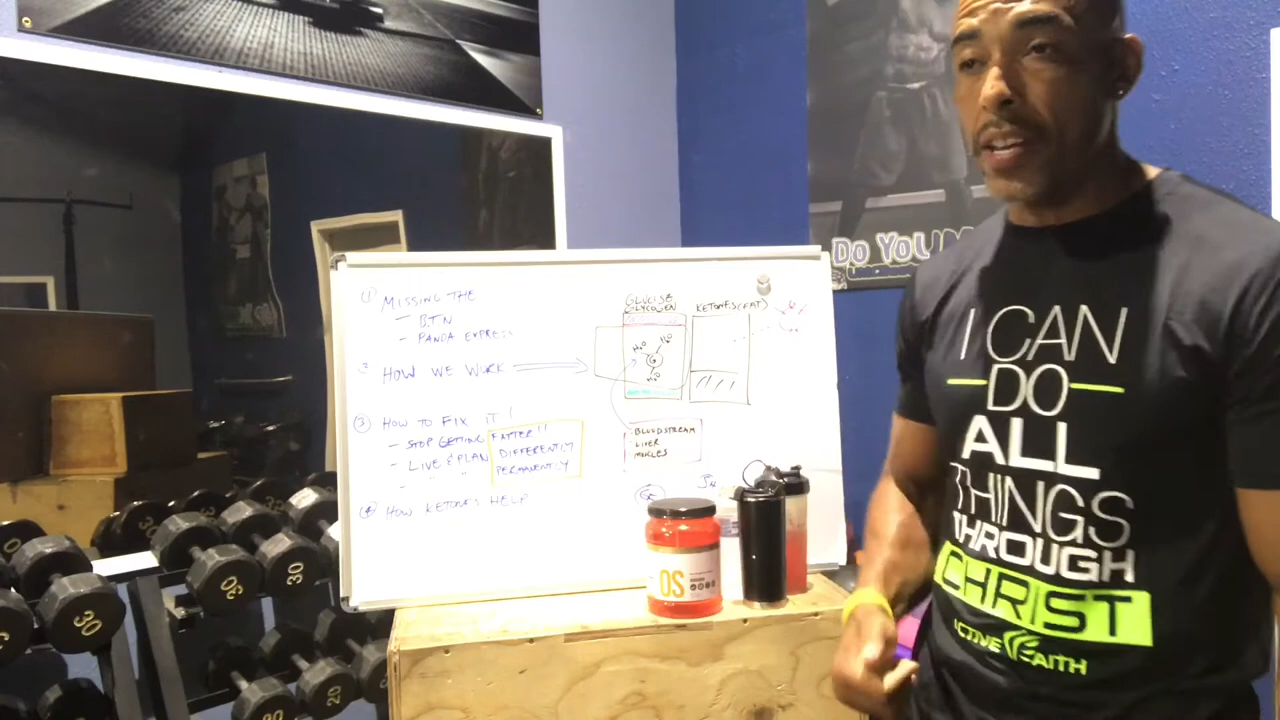 ① MISSING THE
- BTN
- PANDA EXPRESS
2 HOW WE WORK
③ HOW TO FIX IT!
- STOP GETTING FATTER!!
- LIVE & PLAN DIFFERENTLY
PERMANENTLY
④ HOW KETONES HELP
GLUCOSE
GLYCOGEN
KETONES (FAT)
H₂O H₂O
G
H₂O
- BLOODSTREAM
- LIVER
MUSCLES
OS
DO YOU
I CAN
DO
ALL
THINGS
THROUGH
CHRIST
ACTIVE FAITH
30
30
30
30
20